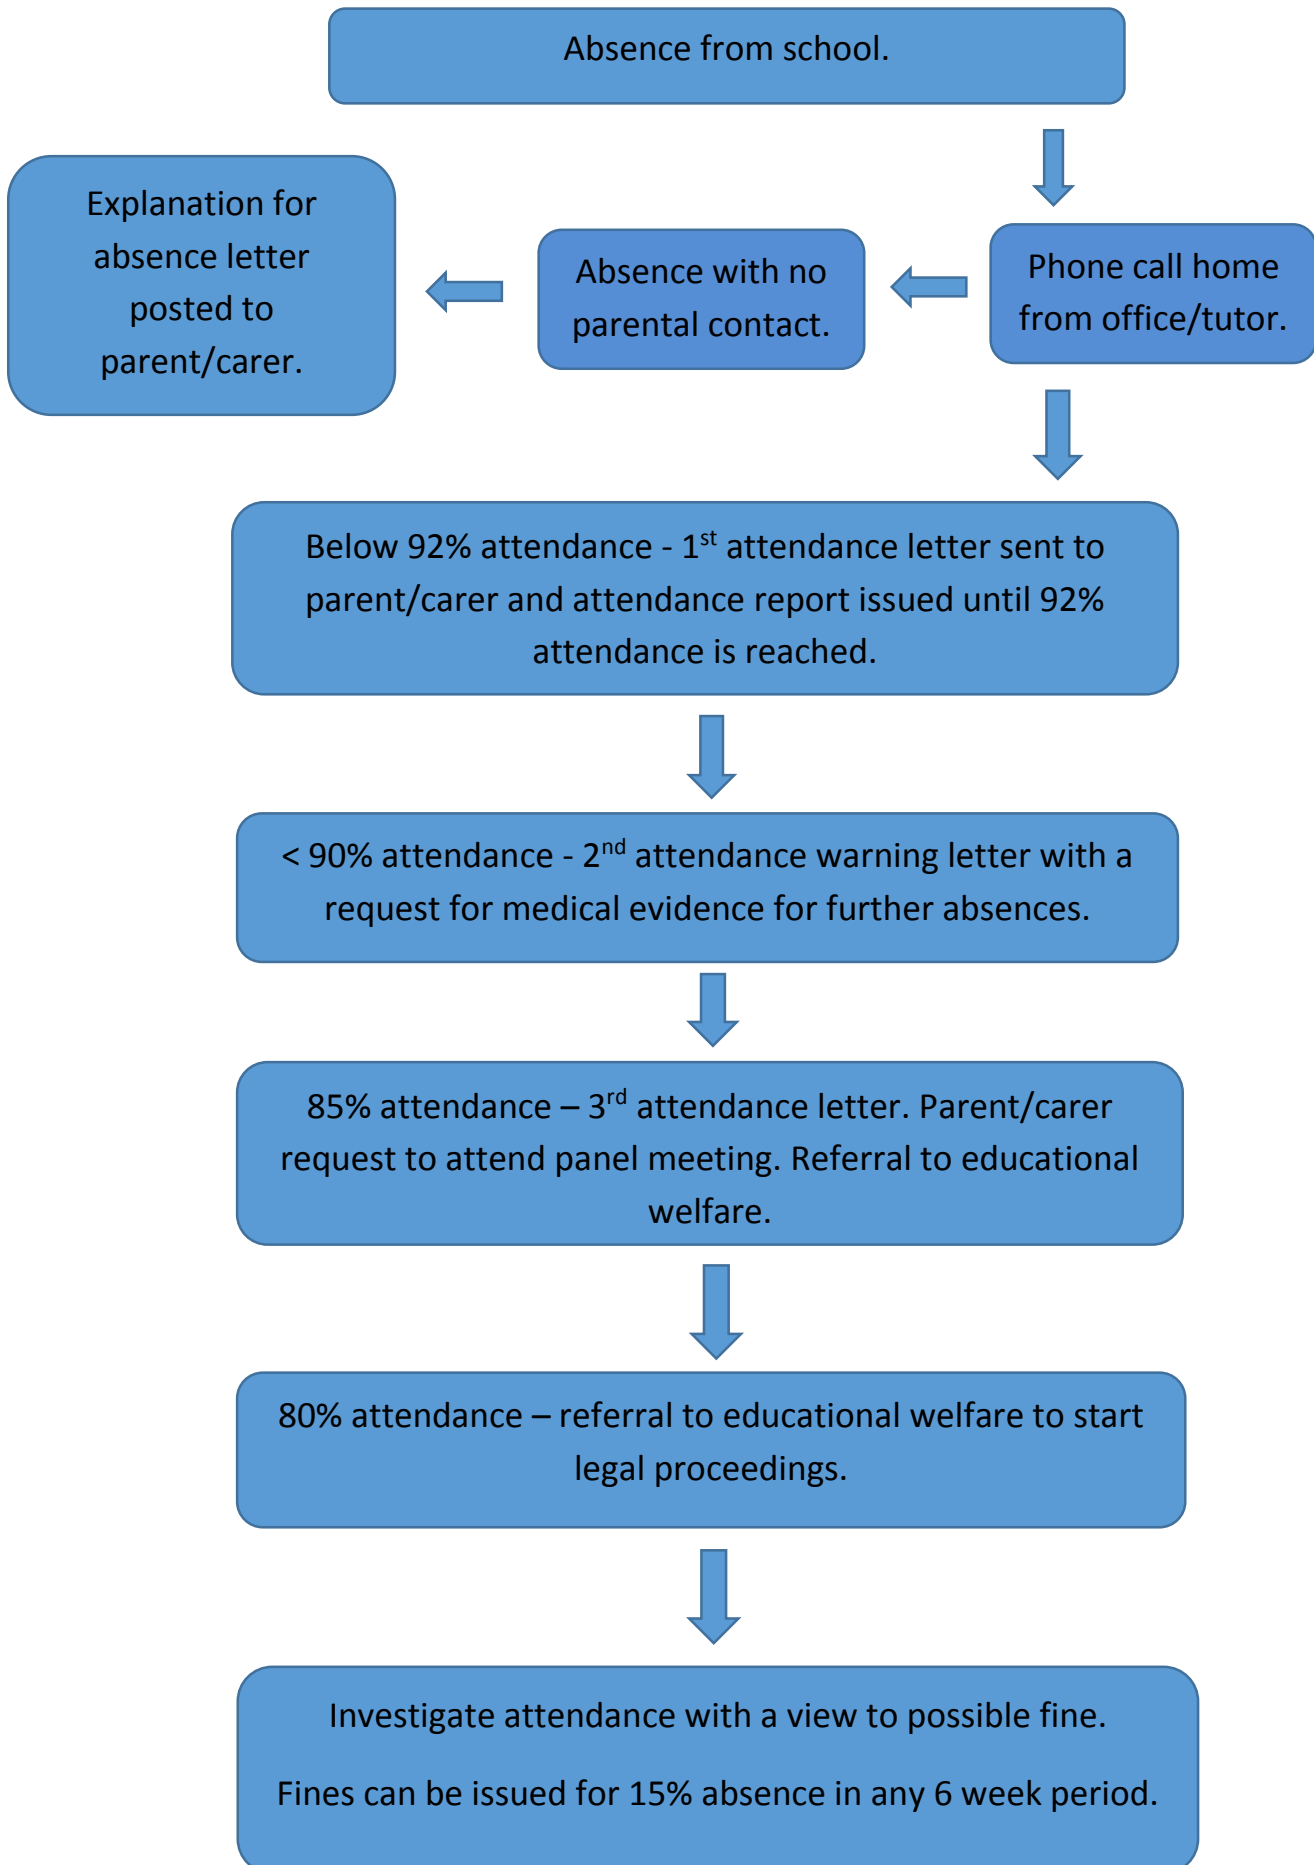 Absence from school.
Explanation for
absence letter
posted to
parent/carer.
Absence with no
parental contact.
Phone call home
from office/tutor.
Below 92% attendance - 1st attendance letter sent to
parent/carer and attendance report issued until 92%
attendance is reached.
< 90% attendance - 2nd attendance warning letter with a
request for medical evidence for further absences.
85% attendance – 3rd attendance letter. Parent/carer
request to attend panel meeting. Referral to educational
welfare.
80% attendance – referral to educational welfare to start
legal proceedings.
Investigate attendance with a view to possible fine.
Fines can be issued for 15% absence in any 6 week period.